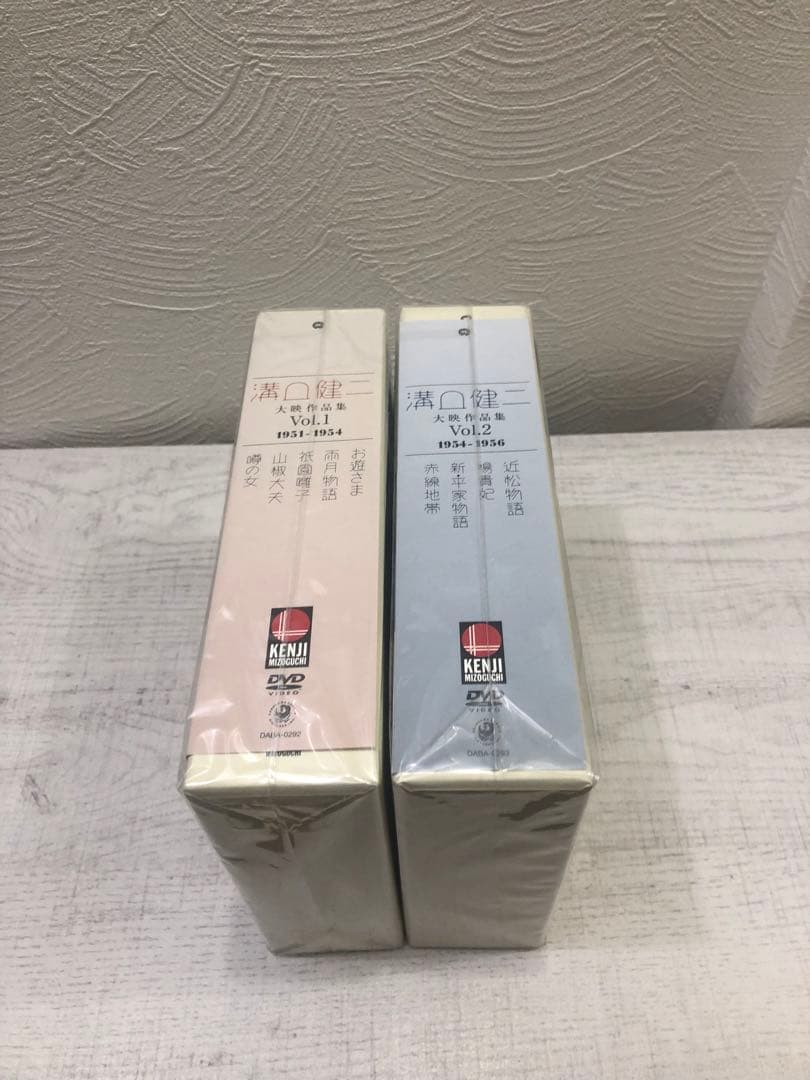 溝口健二
大映作品集
Vol.1
1951-1954
お遊さま
雨月物語
祇園囃子
山椒大夫
噂の女
KENJI
MIZOGUCHI
DVD
VIDEO
DABA-0292
MIZOGUCHI
溝口健二
大映作品集
Vol.2
1954-1956
近松物語
楊貴妃
新・平家物語
赤線地帯
KENJI
MIZOGUCHI
DVD
VIDEO
DABA-0293